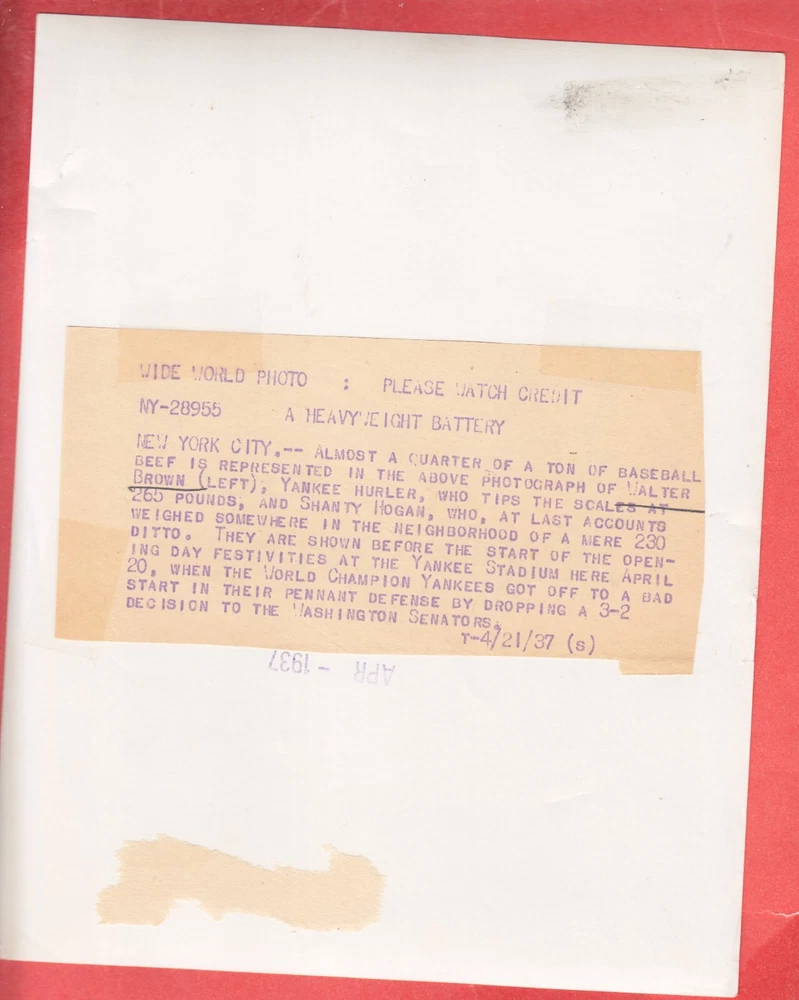 WIDE WORLD PHOTO : PLEASE WATCH CREDIT
NY-28955 A HEAVYWEIGHT BATTERY
NEW YORK CITY.-- ALMOST A QUARTER OF A TON OF BASEBALL
BEEF IS REPRESENTED IN THE ABOVE PHOTOGRAPH OF WALTER
BROWN (LEFT), YANKEE HURLER, WHO TIPS THE SCALES AT
265 POUNDS, AND SHANTY HOGAN, WHO, AT LAST ACCOUNTS
WEIGHED SOMEWHERE IN THE NEIGHBORHOOD OF A MERE 230
DITTO. THEY ARE SHOWN BEFORE THE START OF THE OPEN-
ING DAY FESTIVITIES AT THE YANKEE STADIUM HERE APRIL
20, WHEN THE WORLD CHAMPION YANKEES GOT OFF TO A BAD
START IN THEIR PENNANT DEFENSE BY DROPPING A 3-2
DECISION TO THE WASHINGTON SENATORS.
T-4/21/37 (S)
APR - 1937